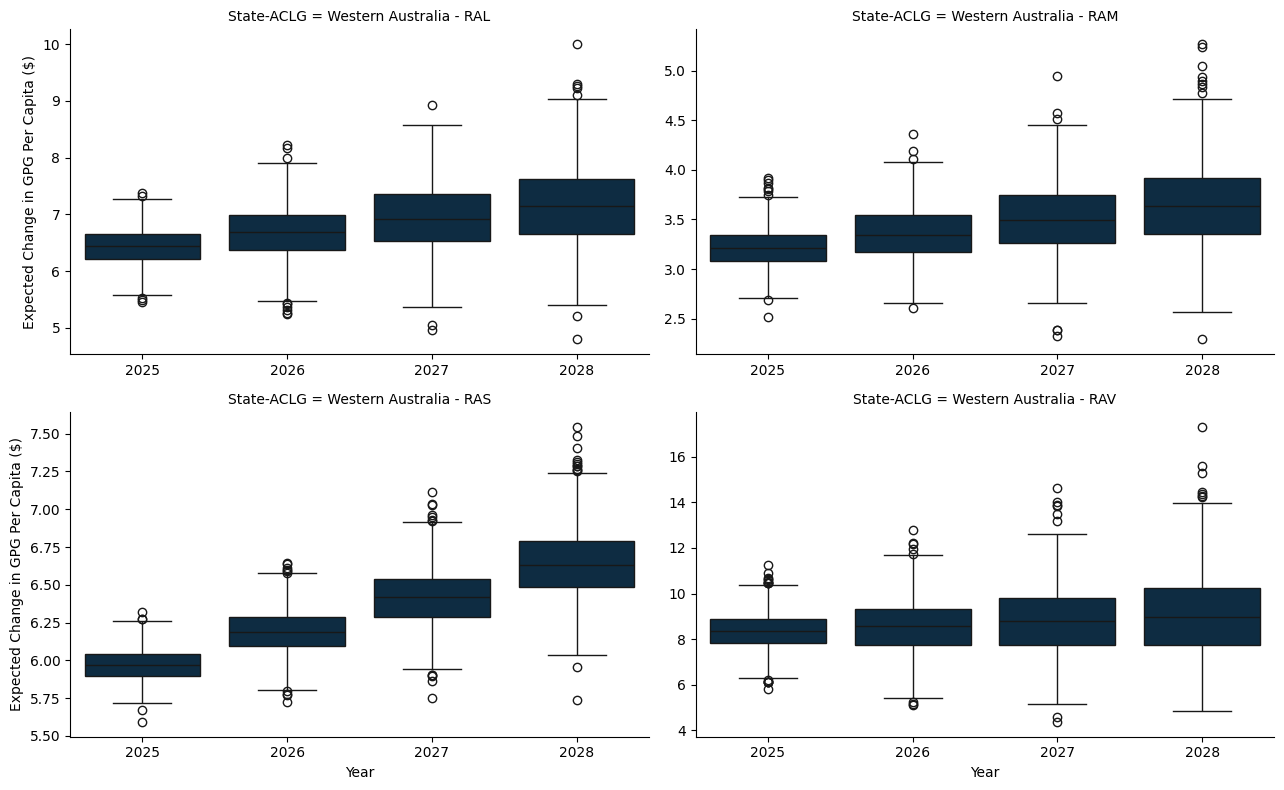 State-ACLG = Western Australia - RAL
Expected Change in GPG Per Capita ($)
10
9
8
7
6
5
2025 2026 2027 2028
State-ACLG = Western Australia - RAM
5.0
4.5
4.0
3.5
3.0
2.5
2025 2026 2027 2028
State-ACLG = Western Australia - RAS
Expected Change in GPG Per Capita ($)
7.50
7.25
7.00
6.75
6.50
6.25
6.00
5.75
5.50
2025 2026 2027 2028
Year
State-ACLG = Western Australia - RAV
16
14
12
10
8
6
4
2025 2026 2027 2028
Year